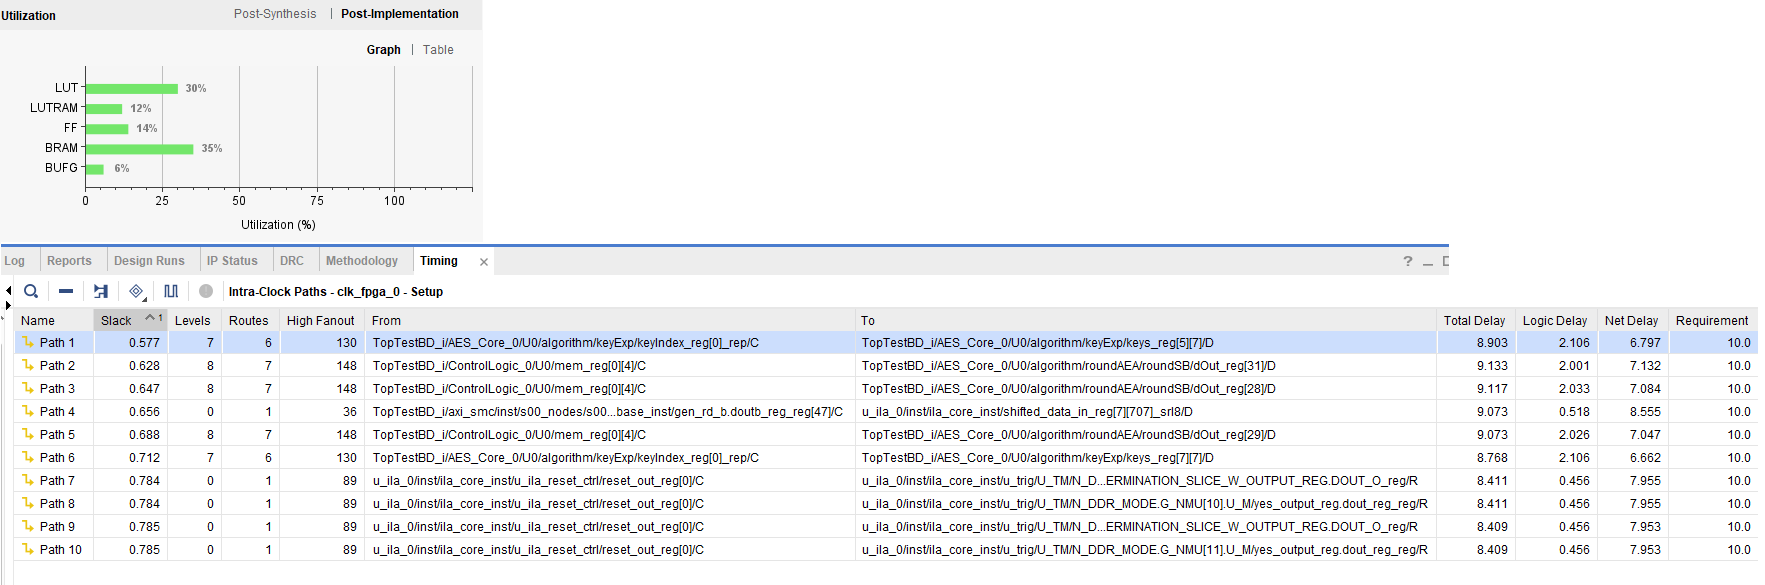 Utilization Post-Synthesis | Post-Implementation
Graph | Table
LUT 30%
LUTRAM 12%
FF 14%
BRAM 35%
BUFG 6%
0 25 50 75 100
Utilization (%)
Log Reports Design Runs IP Status DRC Methodology Timing × ?
Intra-Clock Paths - clk_fpga_0 - Setup
Name Slack 1 Levels Routes High Fanout From To Total Delay Logic Delay Net Delay Requirement
Path 1 0.577 7 6 130 TopTestBD_i/AES_Core_0/U0/algorithm/keyExp/keyIndex_reg[0]_rep/C TopTestBD_i/AES_Core_0/U0/algorithm/keyExp/keys_reg[5][7]/D 8.903 2.106 6.797 10.0
Path 2 0.628 8 7 148 TopTestBD_i/ControlLogic_0/U0/mem_reg[0][4]/C TopTestBD_i/AES_Core_0/U0/algorithm/roundAEA/roundSB/dOut_reg[31]/D 9.133 2.001 7.132 10.0
Path 3 0.647 8 7 148 TopTestBD_i/ControlLogic_0/U0/mem_reg[0][4]/C TopTestBD_i/AES_Core_0/U0/algorithm/roundAEA/roundSB/dOut_reg[28]/D 9.117 2.033 7.084 10.0
Path 4 0.656 0 1 36 TopTestBD_i/axi_smc/inst/s00_nodes/s00...base_inst/gen_rd_b.doutb_reg_reg[47]/C u_ila_0/inst/ila_core_inst/shifted_data_in_reg[7][707]_srl8/D 9.073 0.518 8.555 10.0
Path 5 0.688 8 7 148 TopTestBD_i/ControlLogic_0/U0/mem_reg[0][4]/C TopTestBD_i/AES_Core_0/U0/algorithm/roundAEA/roundSB/dOut_reg[29]/D 9.073 2.026 7.047 10.0
Path 6 0.712 7 6 130 TopTestBD_i/AES_Core_0/U0/algorithm/keyExp/keyIndex_reg[0]_rep/C TopTestBD_i/AES_Core_0/U0/algorithm/keyExp/keys_reg[7][7]/D 8.768 2.106 6.662 10.0
Path 7 0.784 0 1 89 u_ila_0/inst/ila_core_inst/u_ila_reset_ctrl/reset_out_reg[0]/C u_ila_0/inst/ila_core_inst/u_trig/U_TM/N_D...ERMINATION_SLICE_W_OUTPUT_REG.DOUT_O_reg/R 8.411 0.456 7.955 10.0
Path 8 0.784 0 1 89 u_ila_0/inst/ila_core_inst/u_ila_reset_ctrl/reset_out_reg[0]/C u_ila_0/inst/ila_core_inst/u_trig/U_TM/N_DDR_MODE.G_NMU[10].U_M/yes_output_reg.dout_reg_reg/R 8.411 0.456 7.955 10.0
Path 9 0.785 0 1 89 u_ila_0/inst/ila_core_inst/u_ila_reset_ctrl/reset_out_reg[0]/C u_ila_0/inst/ila_core_inst/u_trig/U_TM/N_D...ERMINATION_SLICE_W_OUTPUT_REG.DOUT_O_reg/R 8.409 0.456 7.953 10.0
Path 10 0.785 0 1 89 u_ila_0/inst/ila_core_inst/u_ila_reset_ctrl/reset_out_reg[0]/C u_ila_0/inst/ila_core_inst/u_trig/U_TM/N_DDR_MODE.G_NMU[11].U_M/yes_output_reg.dout_reg_reg/R 8.409 0.456 7.953 10.0